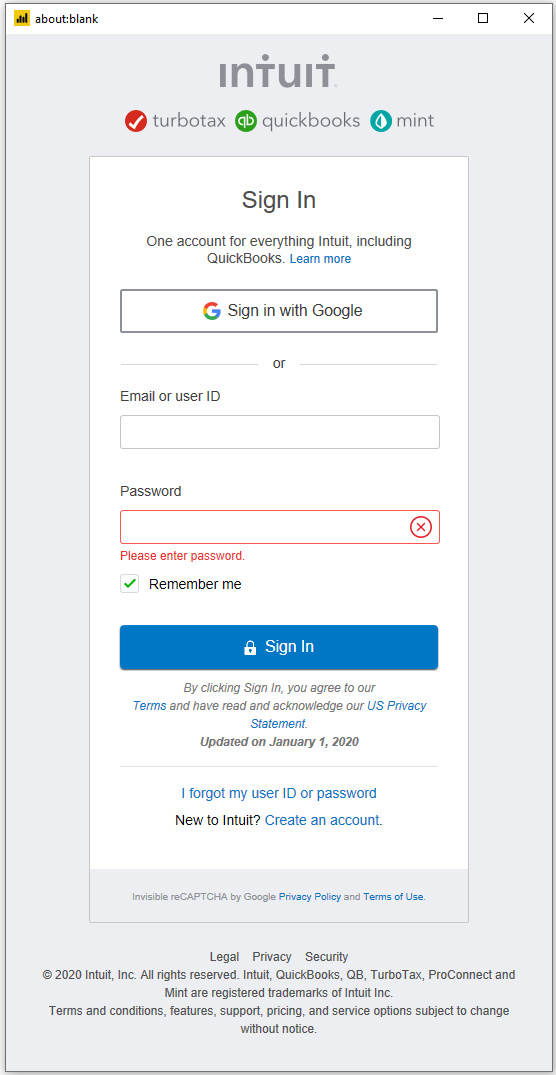 about:blank
intuit
turbotax quickbooks mint
Sign In
One account for everything Intuit, including
QuickBooks. Learn more
Sign in with Google
or
Email or user ID
Password
Please enter password.
Remember me
Sign In
By clicking Sign In, you agree to our
Terms and have read and acknowledge our US Privacy
Statement.
Updated on January 1, 2020
I forgot my user ID or password
New to Intuit? Create an account.
Invisible reCAPTCHA by Google Privacy Policy and Terms of Use.
Legal Privacy Security
© 2020 Intuit, Inc. All rights reserved. Intuit, QuickBooks, QB, TurboTax, ProConnect and
Mint are registered trademarks of Intuit Inc.
Terms and conditions, features, support, pricing, and service options subject to change
without notice.